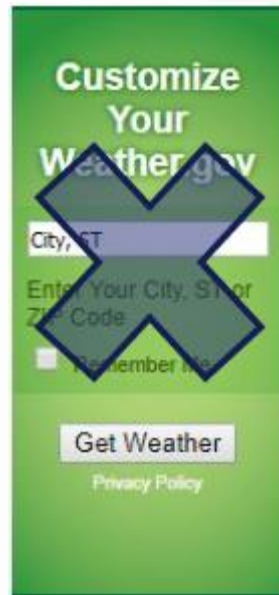 Customize
Your
Weather.gov
City, ST
Enter Your City, ST or
ZIP Code
Remember Me
Get Weather
Privacy Policy